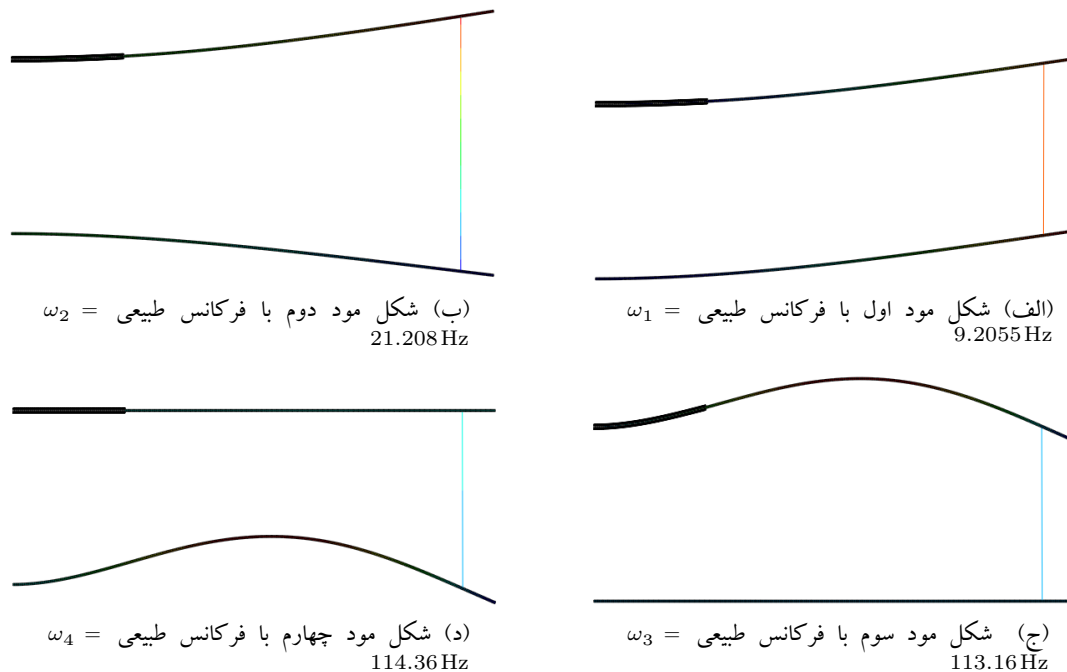 (الف) شکل مود اول با فرکانس طبیعی ω₁ =
9.2055 Hz
(ب) شکل مود دوم با فرکانس طبیعی ω₂ =
21.208 Hz
(ج) شکل مود سوم با فرکانس طبیعی ω₃ =
113.16 Hz
(د) شکل مود چهارم با فرکانس طبیعی ω₄ =
114.36 Hz